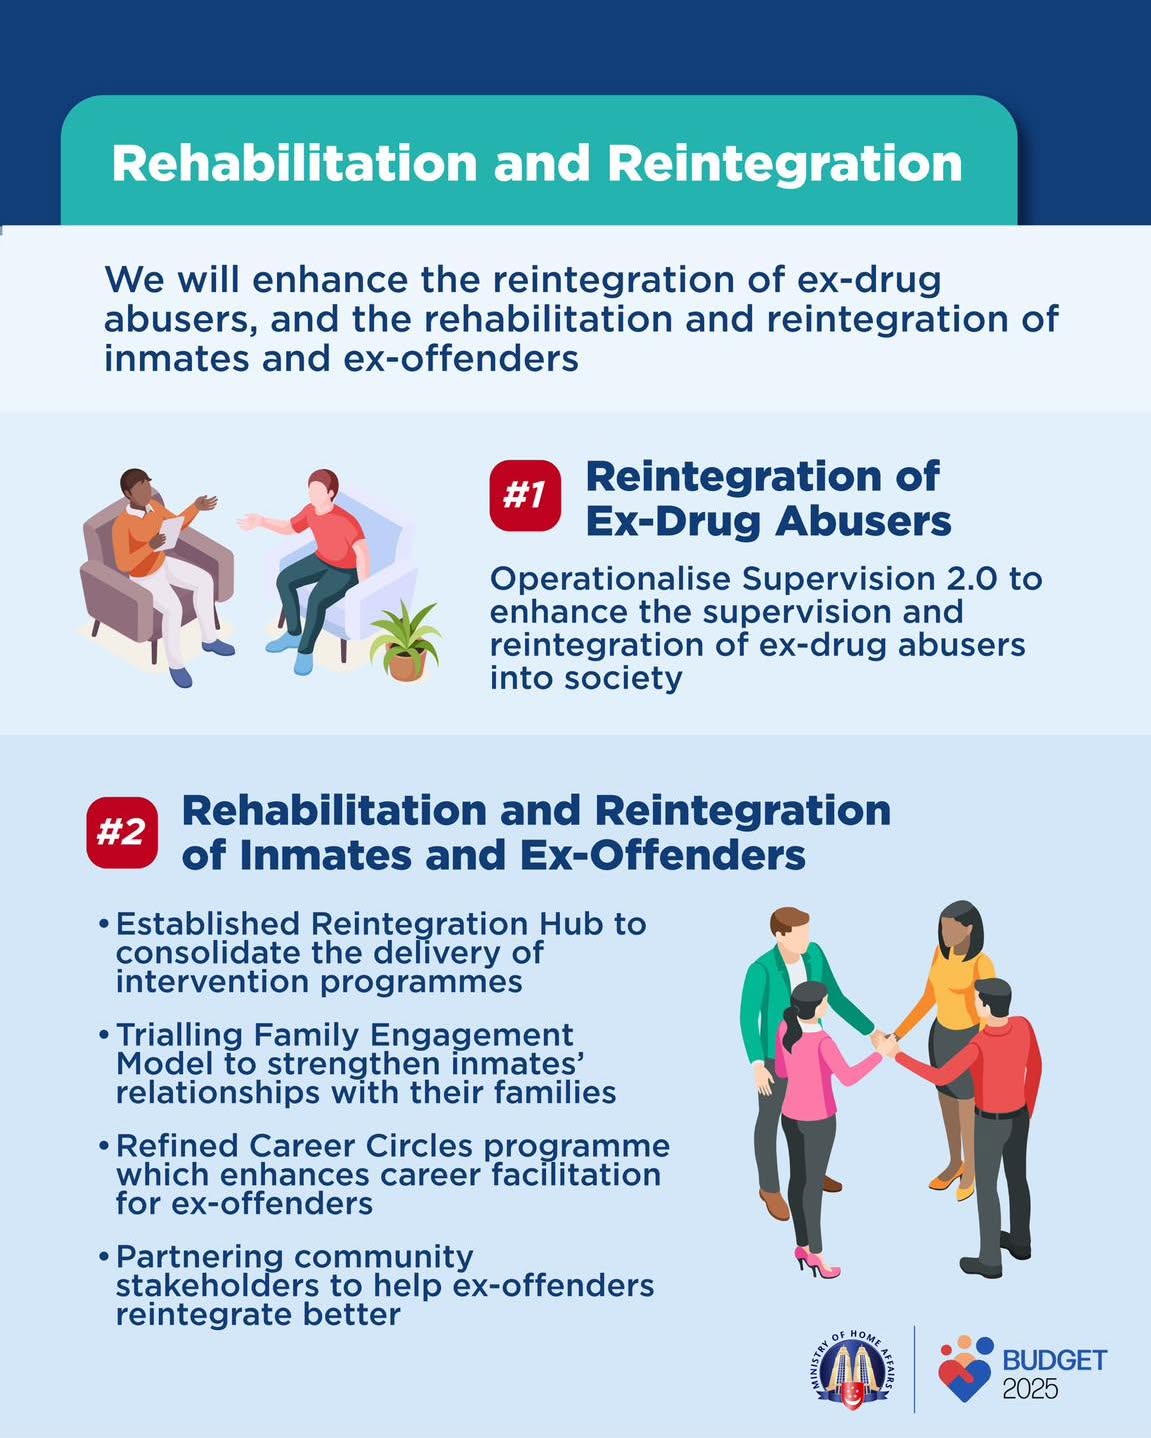 Rehabilitation and Reintegration
We will enhance the reintegration of ex-drug
abusers, and the rehabilitation and reintegration of
inmates and ex-offenders
#1
Reintegration of
Ex-Drug Abusers
Operationalise Supervision 2.0 to
enhance the supervision and
reintegration of ex-drug abusers
into society
#2
Rehabilitation and Reintegration
of Inmates and Ex-Offenders
• Established Reintegration Hub to
consolidate the delivery of
intervention programmes
• Trialling Family Engagement
Model to strengthen inmates’
relationships with their families
• Refined Career Circles programme
which enhances career facilitation
for ex-offenders
• Partnering community
stakeholders to help ex-offenders
reintegrate better
MINISTRY OF HOME AFFAIRS
BUDGET
2025